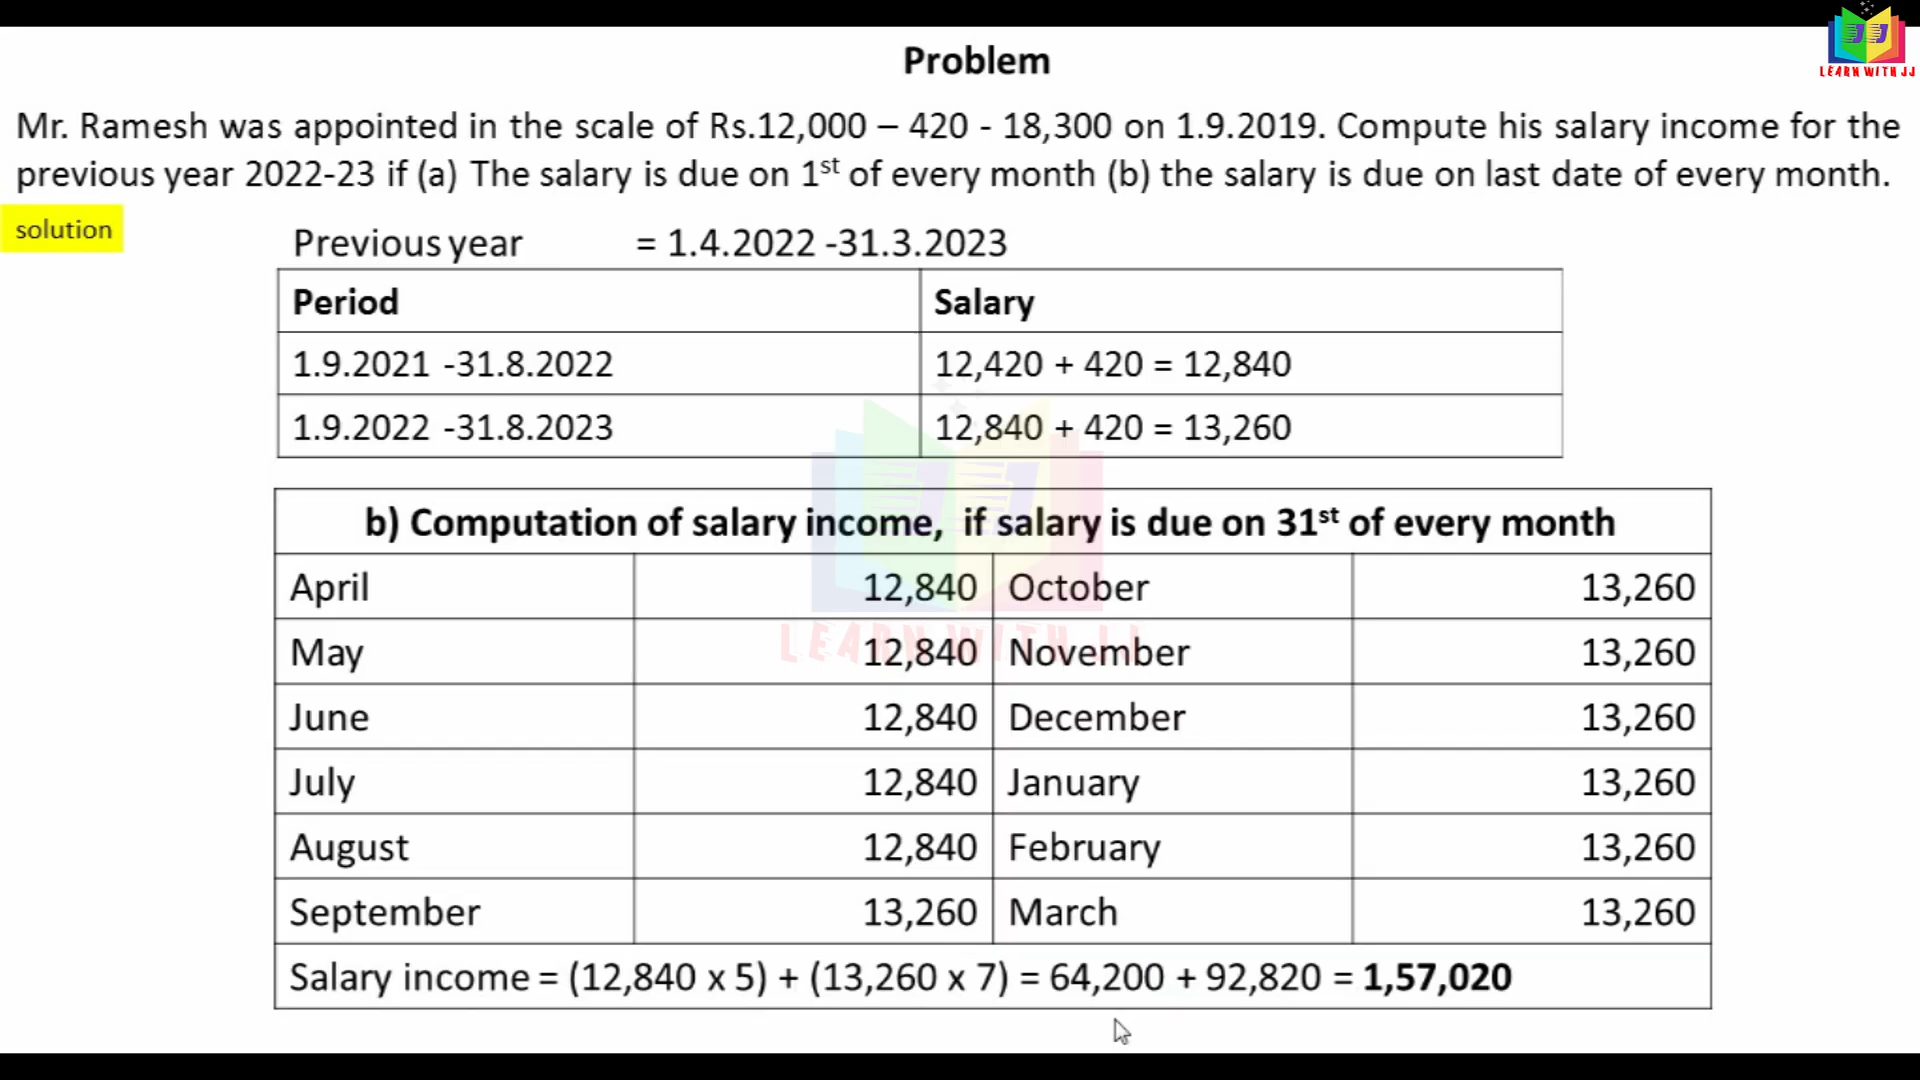 LEARN WITH JJ
Problem
Mr. Ramesh was appointed in the scale of Rs.12,000 – 420 - 18,300 on 1.9.2019. Compute his salary income for the
previous year 2022-23 if (a) The salary is due on 1st of every month (b) the salary is due on last date of every month.
solution
Previous year = 1.4.2022 -31.3.2023
Period Salary
1.9.2021 -31.8.2022 12,420 + 420 = 12,840
1.9.2022 -31.8.2023 12,840 + 420 = 13,260
b) Computation of salary income, if salary is due on 31st of every month
April 12,840 October 13,260
May 12,840 November 13,260
LEARN WITH JJ
June 12,840 December 13,260
July 12,840 January 13,260
August 12,840 February 13,260
September 13,260 March 13,260
Salary income = (12,840 x 5) + (13,260 x 7) = 64,200 + 92,820 = 1,57,020